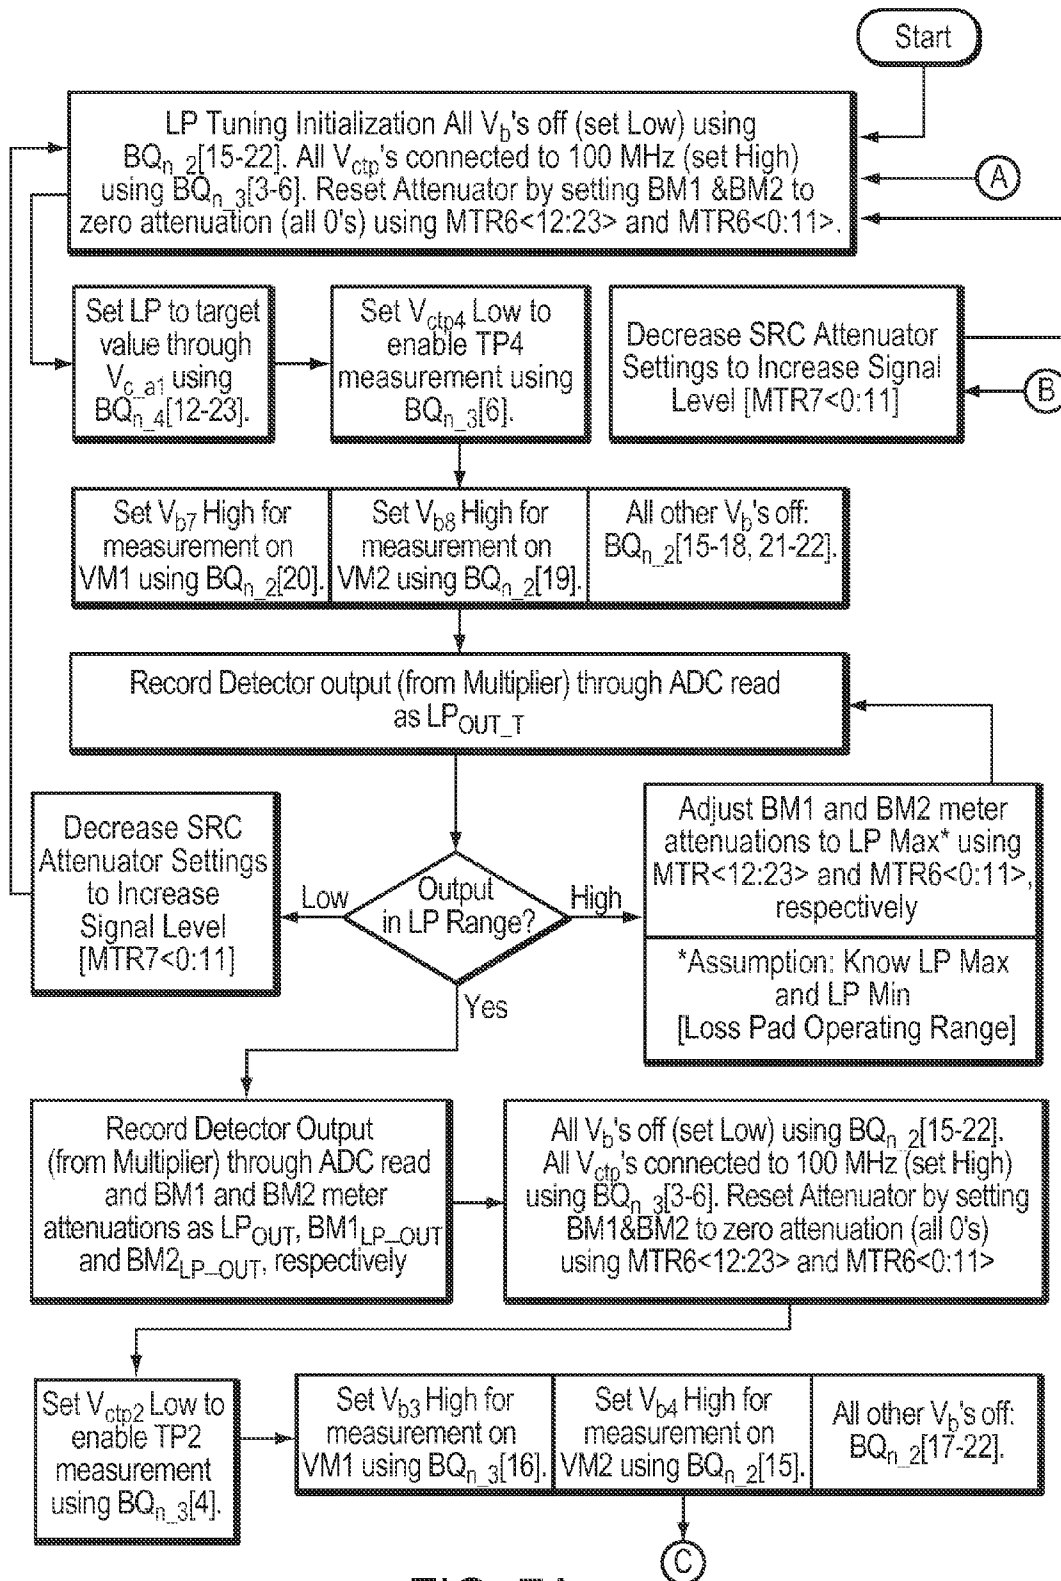 Start
LP Tuning Initialization All V_b's off (set Low) using
BQ_n_2[15-22]. All V_ctp's connected to 100 MHz (set High)
using BQ_n_3[3-6]. Reset Attenuator by setting BM1 &BM2 to
zero attenuation (all 0's) using MTR6<12:23> and MTR6<0:11>.
A
Set LP to target
value through
V_c_a1 using
BQ_n_4[12-23].
Set V_ctp4 Low to
enable TP4
measurement using
BQ_n_3[6].
Decrease SRC Attenuator
Settings to Increase Signal
Level [MTR7<0:11]
B
Set V_b7 High for
measurement on
VM1 using BQ_n_2[20].
Set V_b8 High for
measurement on
VM2 using BQ_n_2[19].
All other V_b's off:
BQ_n_2[15-18, 21-22].
Record Detector output (from Multiplier) through ADC read
as LP_OUT_T
Decrease SRC
Attenuator Settings
to Increase
Signal Level
[MTR7<0:11]
Low
Output
in LP Range?
High
Yes
Adjust BM1 and BM2 meter
attenuations to LP Max* using
MTR<12:23> and MTR6<0:11>,
respectively
*Assumption: Know LP Max
and LP Min
[Loss Pad Operating Range]
Record Detector Output
(from Multiplier) through ADC read
and BM1 and BM2 meter
attenuations as LP_OUT, BM1_LP_OUT
and BM2_LP_OUT, respectively
All V_b's off (set Low) using BQ_n_2[15-22].
All V_ctp's connected to 100 MHz (set High)
using BQ_n_3[3-6]. Reset Attenuator by setting
BM1&BM2 to zero attenuation (all 0's)
using MTR6<12:23> and MTR6<0:11>
Set V_ctp2 Low to
enable TP2
measurement
using BQ_n_3[4].
Set V_b3 High for
measurement on
VM1 using BQ_n_3[16].
Set V_b4 High for
measurement on
VM2 using BQ_n_2[15].
All other V_b's off:
BQ_n_2[17-22].
C